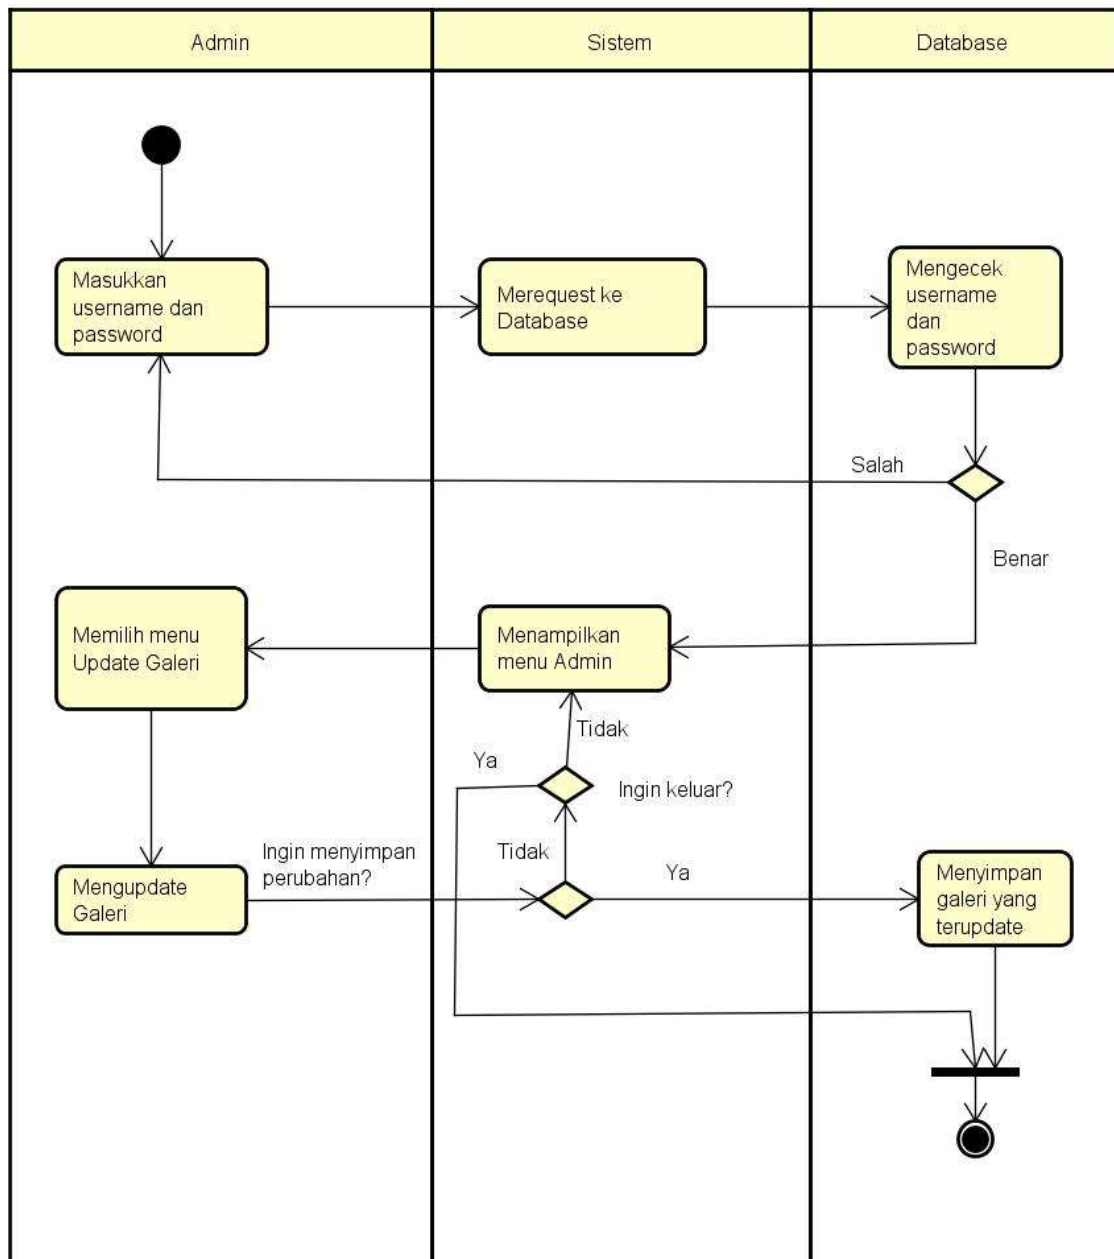 Admin
Sistem
Database
Masukkan
username dan
password
Merequest ke
Database
Mengecek
username
dan
password
Salah
Benar
Memilih menu
Update Galeri
Menampilkan
menu Admin
Tidak
Ya
Ingin keluar?
Ingin menyimpan
perubahan?
Tidak
Ya
Mengupdate
Galeri
Menyimpan
galeri yang
terupdate